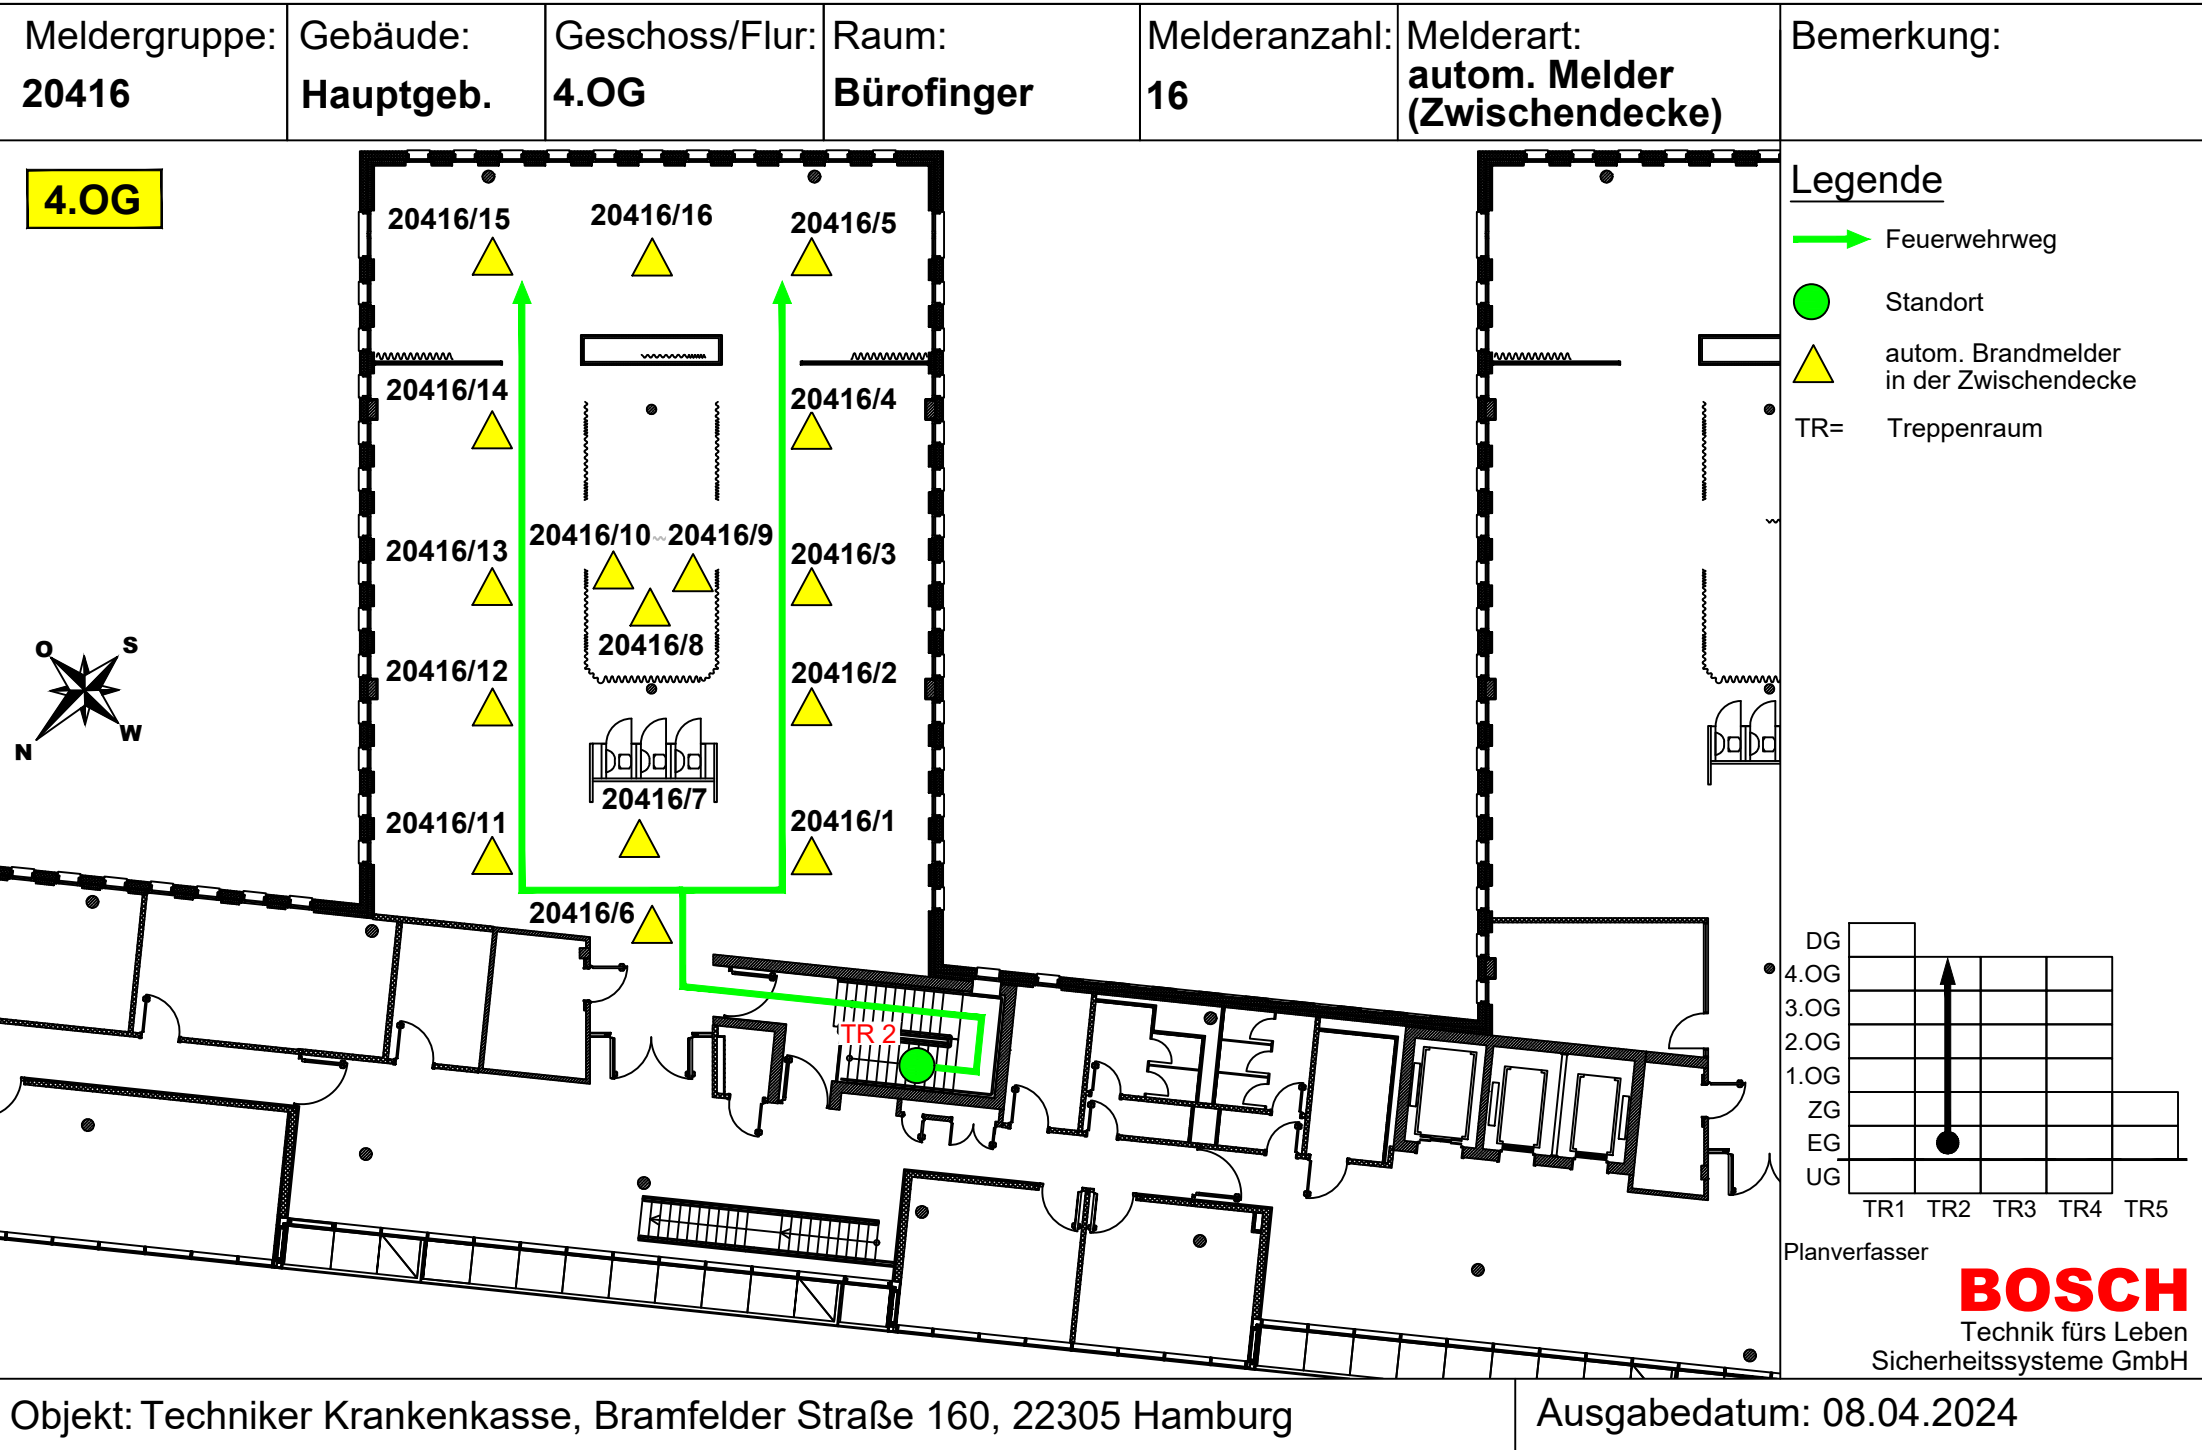 Meldergruppe:
20416
Gebäude:
Hauptgeb.
Geschoss/Flur:
4.OG
Raum:
Bürofinger
Melderanzahl:
16
Melderart:
autom. Melder
(Zwischendecke)
Bemerkung:
4.OG
20416/15
20416/16
20416/5
20416/14
20416/4
20416/10
20416/9
20416/13
20416/3
20416/8
20416/12
20416/2
20416/7
20416/11
20416/1
20416/6
TR 2
O
S
N
W
Legende
Feuerwehrweg
Standort
autom. Brandmelder
in der Zwischendecke
TR= Treppenraum
DG
4.OG
3.OG
2.OG
1.OG
ZG
EG
UG
TR1 TR2 TR3 TR4 TR5
Planverfasser
BOSCH
Technik fürs Leben
Sicherheitssysteme GmbH
Objekt: Techniker Krankenkasse, Bramfelder Straße 160, 22305 Hamburg
Ausgabedatum: 08.04.2024